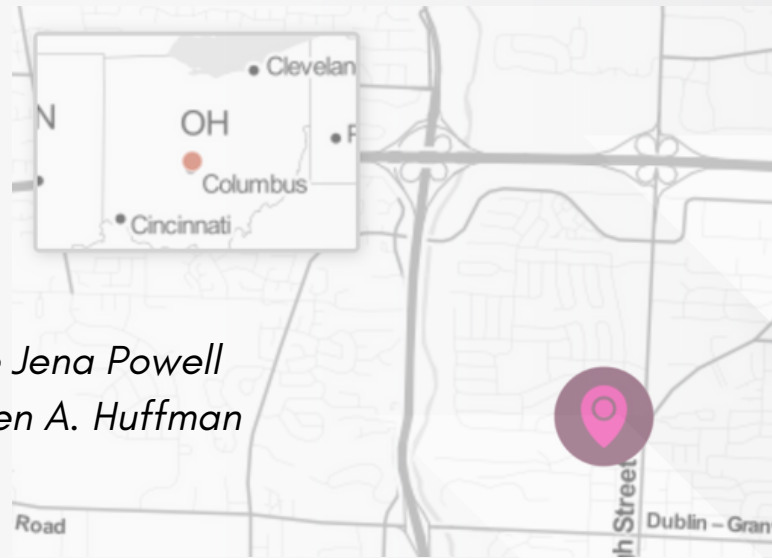 Clevelan
N
OH
F
Columbus
Cincinnati
Jena Powell
en A. Huffman
h Street
Road
Dublin – Gran